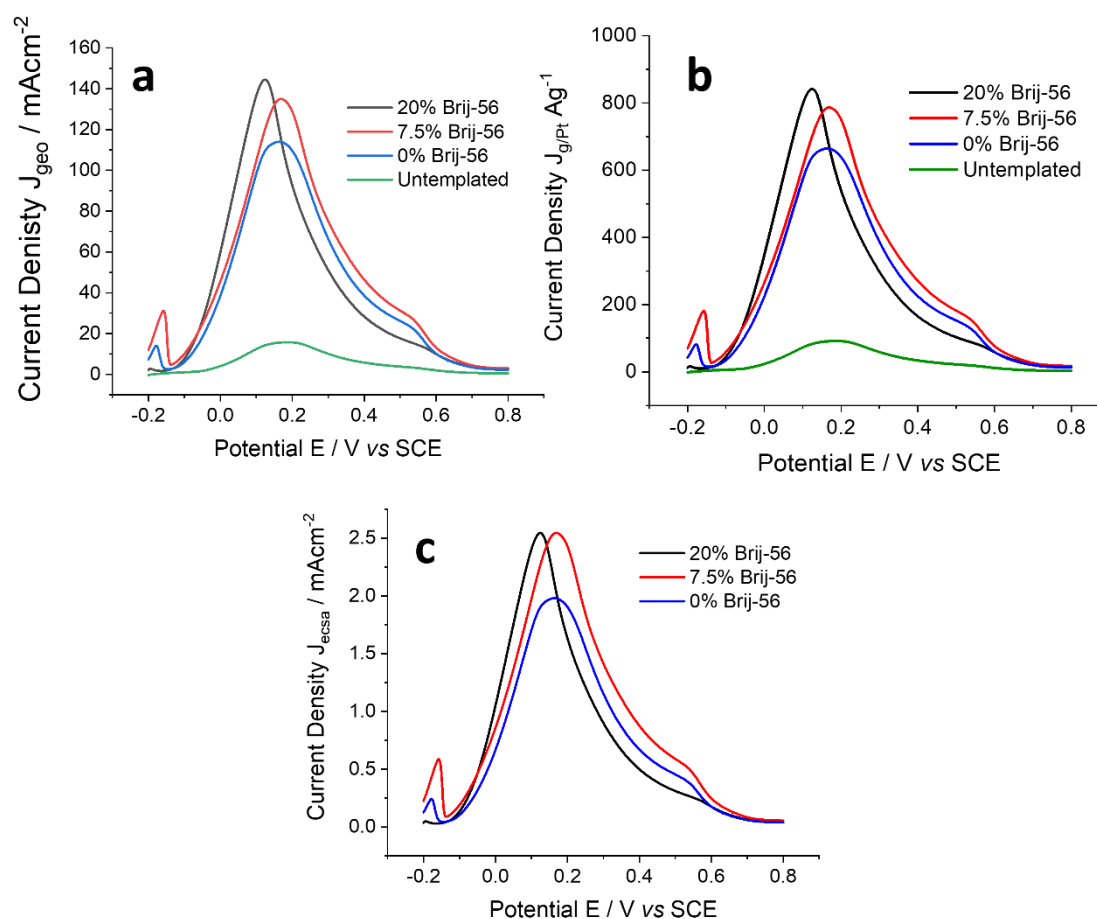 a
160
140
120
100
80
60
40
20
0
-0.2 0.0 0.2 0.4 0.6 0.8
Current Denisty J_geo / mAcm⁻²
Potential E / V vs SCE
20% Brij-56
7.5% Brij-56
0% Brij-56
Untemplated
b
1000
800
600
400
200
0
-0.2 0.0 0.2 0.4 0.6 0.8
Current Density J_g/Pt Ag⁻¹
Potential E / V vs SCE
20% Brij-56
7.5% Brij-56
0% Brij-56
Untemplated
c
2.5
2.0
1.5
1.0
0.5
0.0
-0.2 0.0 0.2 0.4 0.6 0.8
Current Density J_ecsa / mAcm⁻²
Potential E / V vs SCE
20% Brij-56
7.5% Brij-56
0% Brij-56